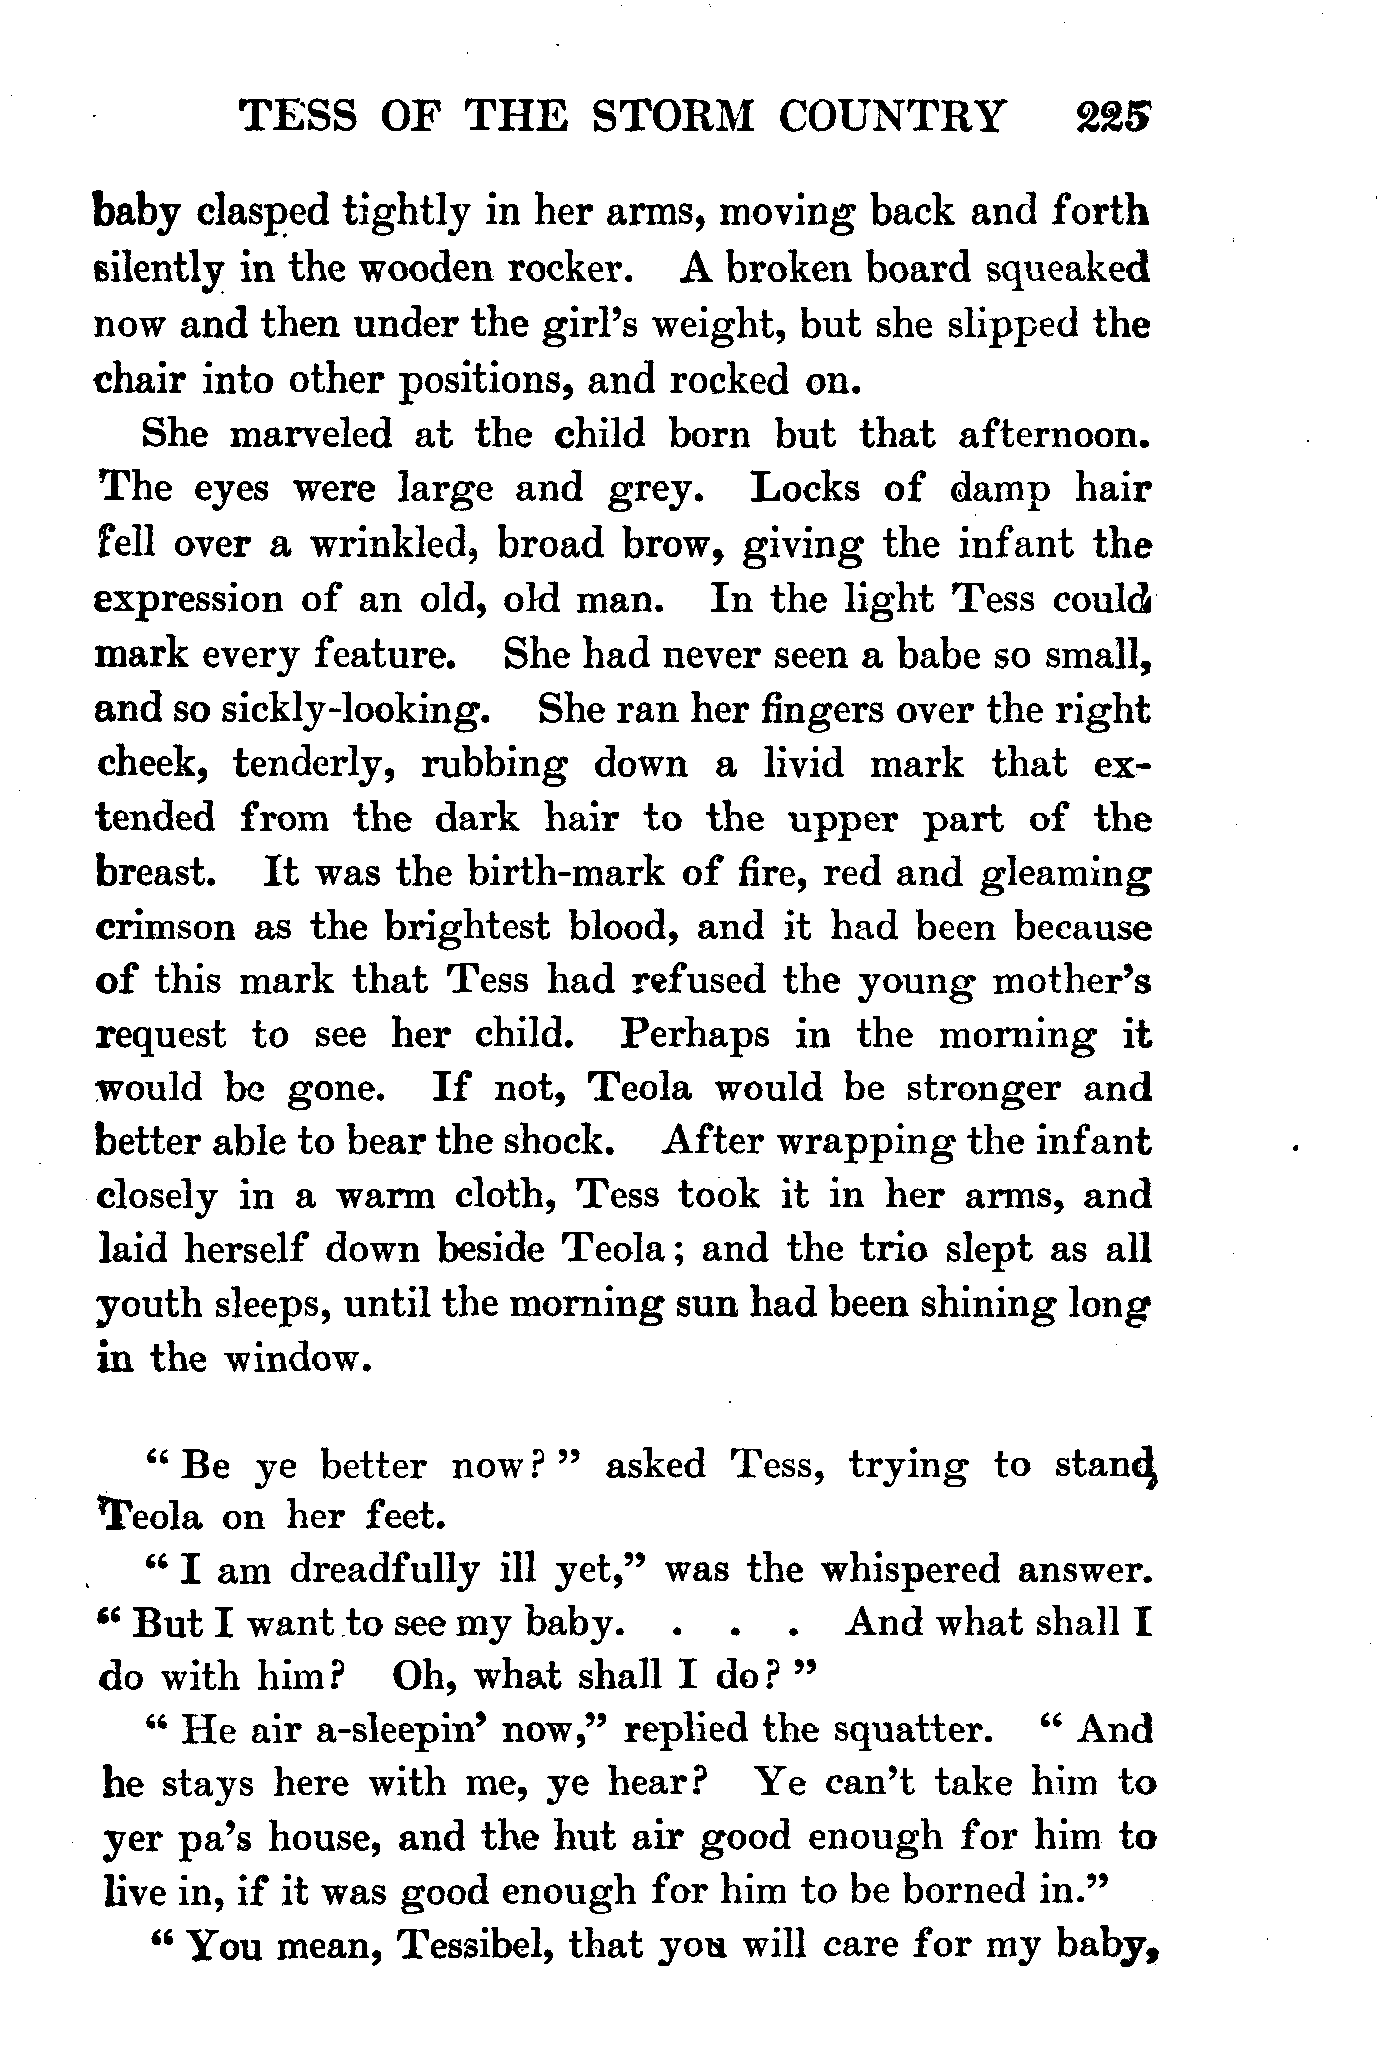 TESS OF THE STORM COUNTRY 225
baby clasped tightly in her arms, moving back and forth
silently in the wooden rocker. A broken board squeaked
now and then under the girl's weight, but she slipped the
chair into other positions, and rocked on.
She marveled at the child born but that afternoon.
The eyes were large and grey. Locks of damp hair
fell over a wrinkled, broad brow, giving the infant the
expression of an old, old man. In the light Tess could
mark every feature. She had never seen a babe so small,
and so sickly-looking. She ran her fingers over the right
cheek, tenderly, rubbing down a livid mark that ex-
tended from the dark hair to the upper part of the
breast. It was the birth-mark of fire, red and gleaming
crimson as the brightest blood, and it had been because
of this mark that Tess had refused the young mother's
request to see her child. Perhaps in the morning it
would be gone. If not, Teola would be stronger and
better able to bear the shock. After wrapping the infant
closely in a warm cloth, Tess took it in her arms, and
laid herself down beside Teola; and the trio slept as all
youth sleeps, until the morning sun had been shining long
in the window.
" Be ye better now? " asked Tess, trying to stand
Teola on her feet.
" I am dreadfully ill yet," was the whispered answer.
" But I want to see my baby. . . . And what shall I
do with him? Oh, what shall I do? "
" He air a-sleepin' now," replied the squatter. " And
he stays here with me, ye hear? Ye can't take him to
yer pa's house, and the hut air good enough for him to
live in, if it was good enough for him to be borned in."
" You mean, Tessibel, that you will care for my baby,